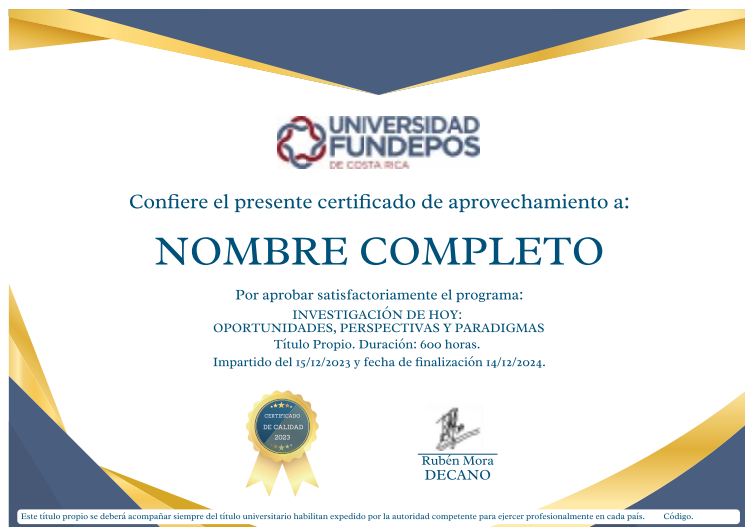 UNIVERSIDAD
FUNDEPOS
DE COSTA RICA
Confiere el presente certificado de aprovechamiento a:
NOMBRE COMPLETO
Por aprobar satisfactoriamente el programa:
INVESTIGACIÓN DE HOY:
OPORTUNIDADES, PERSPECTIVAS Y PARADIGMAS
Título Propio. Duración: 600 horas.
Impartido del 15/12/2023 y fecha de finalización 14/12/2024.
CERTIFICADO
DE CALIDAD
2023
Rubén Mora
DECANO
Este título propio se deberá acompañar siempre del título universitario habilitan expedido por la autoridad competente para ejercer profesionalmente en cada país. Código.